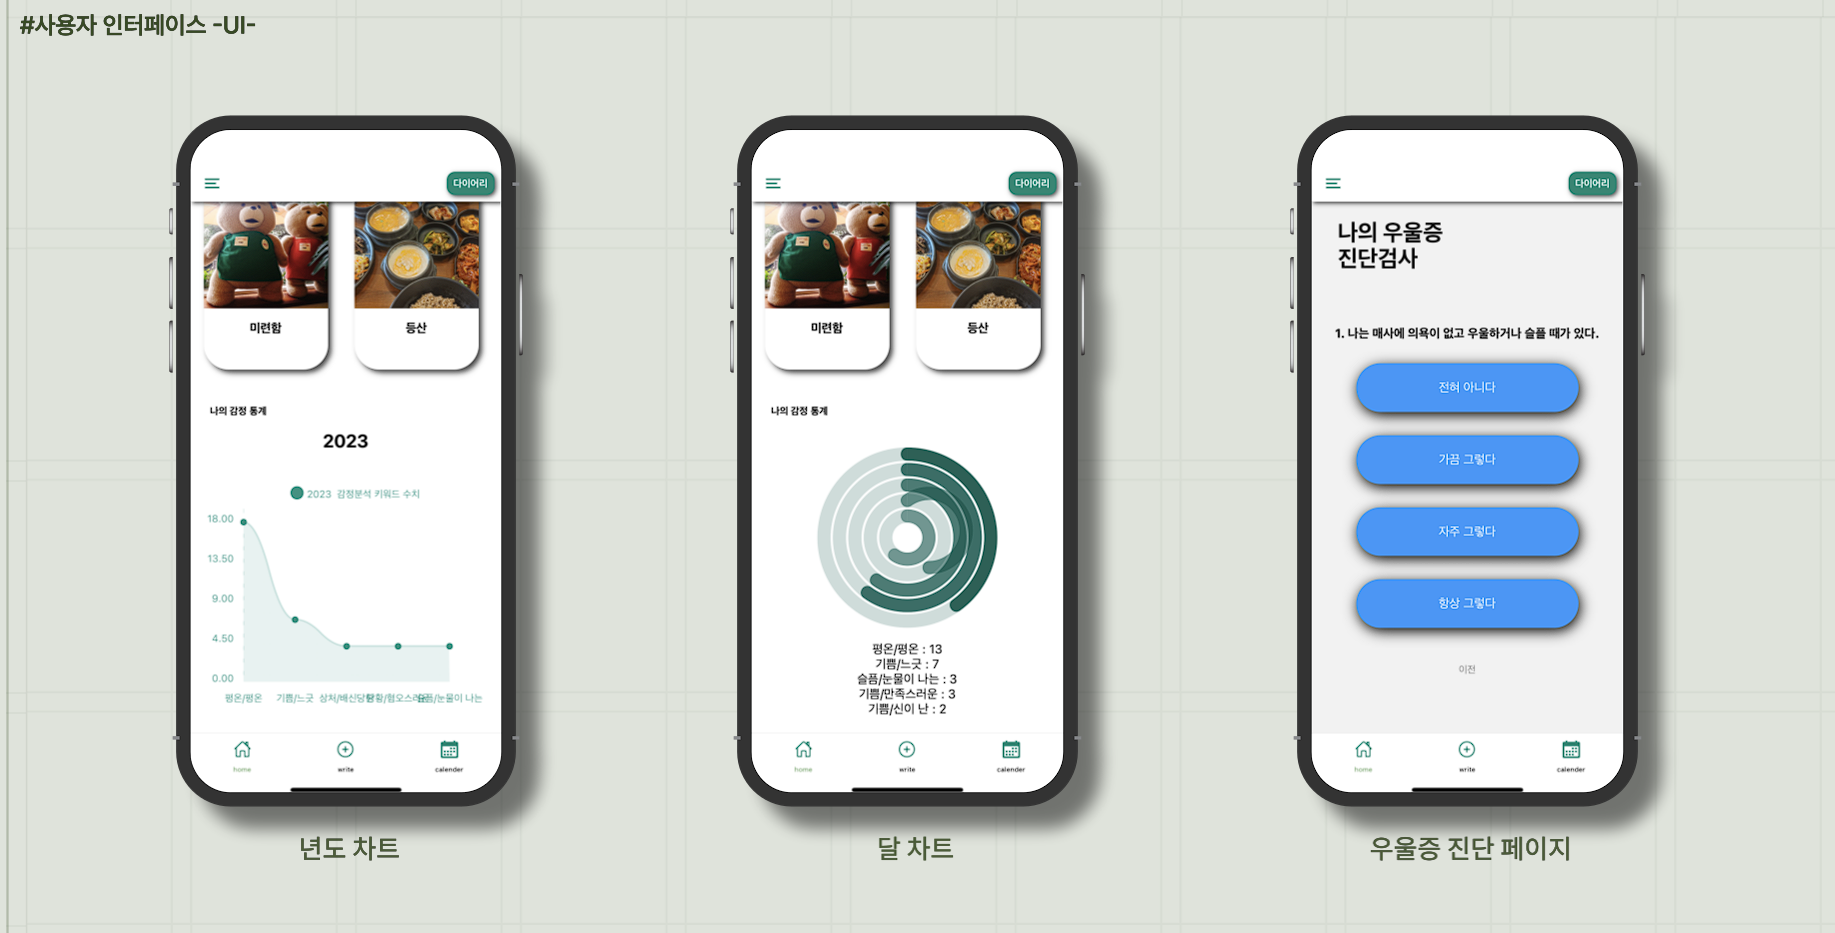 #사용자 인터페이스 -UI-
다이어리
미련함
등산
나의 감정 통계
2023
2023 감정분석 키워드 수치
18.00
13.50
9.00
4.50
0.00
평온/평온
기쁨/느긋
상처/배신당
눈물이 나는
home
write
calender
년도 차트
다이어리
미련함
등산
나의 감정 통계
평온/평온 : 13
기쁨/느긋 : 7
슬픔/눈물이 나는 : 3
기쁨/만족스러운 : 3
기쁨/신이 난 : 2
home
write
calender
달 차트
다이어리
나의 우울증
진단검사
1. 나는 매사에 의욕이 없고 우울하거나 슬플 때가 있다.
전혀 아니다
가끔 그렇다
자주 그렇다
항상 그렇다
이전
home
write
calender
우울증 진단 페이지